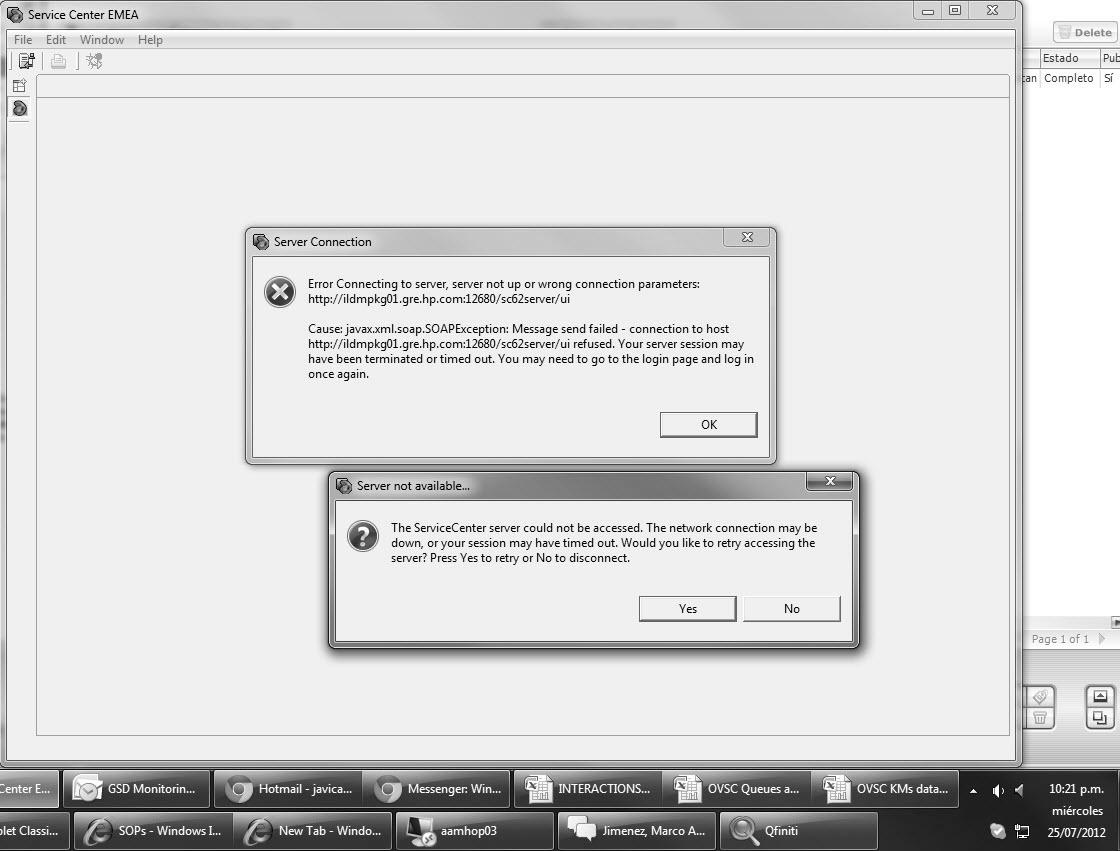 Service Center EMEA
File Edit Window Help
Delete
Estado Pub
can Completo Sí
Server Connection
Error Connecting to server, server not up or wrong connection parameters:
http://ildmpkg01.gre.hp.com:12680/sc62server/ui
Cause: javax.xml.soap.SOAPException: Message send failed - connection to host
http://ildmpkg01.gre.hp.com:12680/sc62server/ui refused. Your server session may
have been terminated or timed out. You may need to go to the login page and log in
once again.
OK
Server not available...
The ServiceCenter server could not be accessed. The network connection may be
down, or your session may have timed out. Would you like to retry accessing the
server? Press Yes to retry or No to disconnect.
Yes No
Page 1 of 1
Center E... GSD Monitorin... Hotmail - javica... Messenger: Win... INTERACTIONS... OVSC Queues a... OVSC KMs data... 10:21 p.m.
miércoles
plet Classi... SOPs - Windows I... New Tab - Windo... aamhop03 Jimenez, Marco A... Qfiniti 25/07/2012